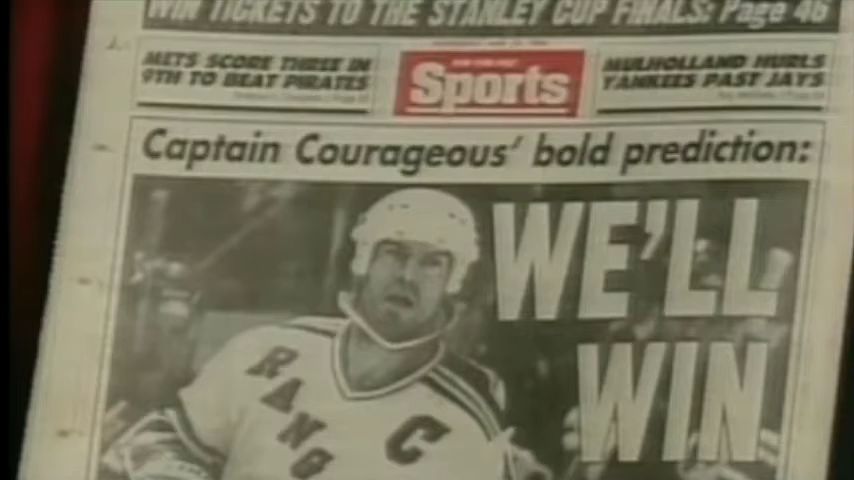 WIN TICKETS TO THE STANLEY CUP FINALS: Page 46
METS SCORE THREE IN
9TH TO BEAT PIRATES
Sports
MULHOLLAND HURLS
YANKEES PAST JAYS
Captain Courageous' bold prediction:
WE'LL
WIN
RANG
C